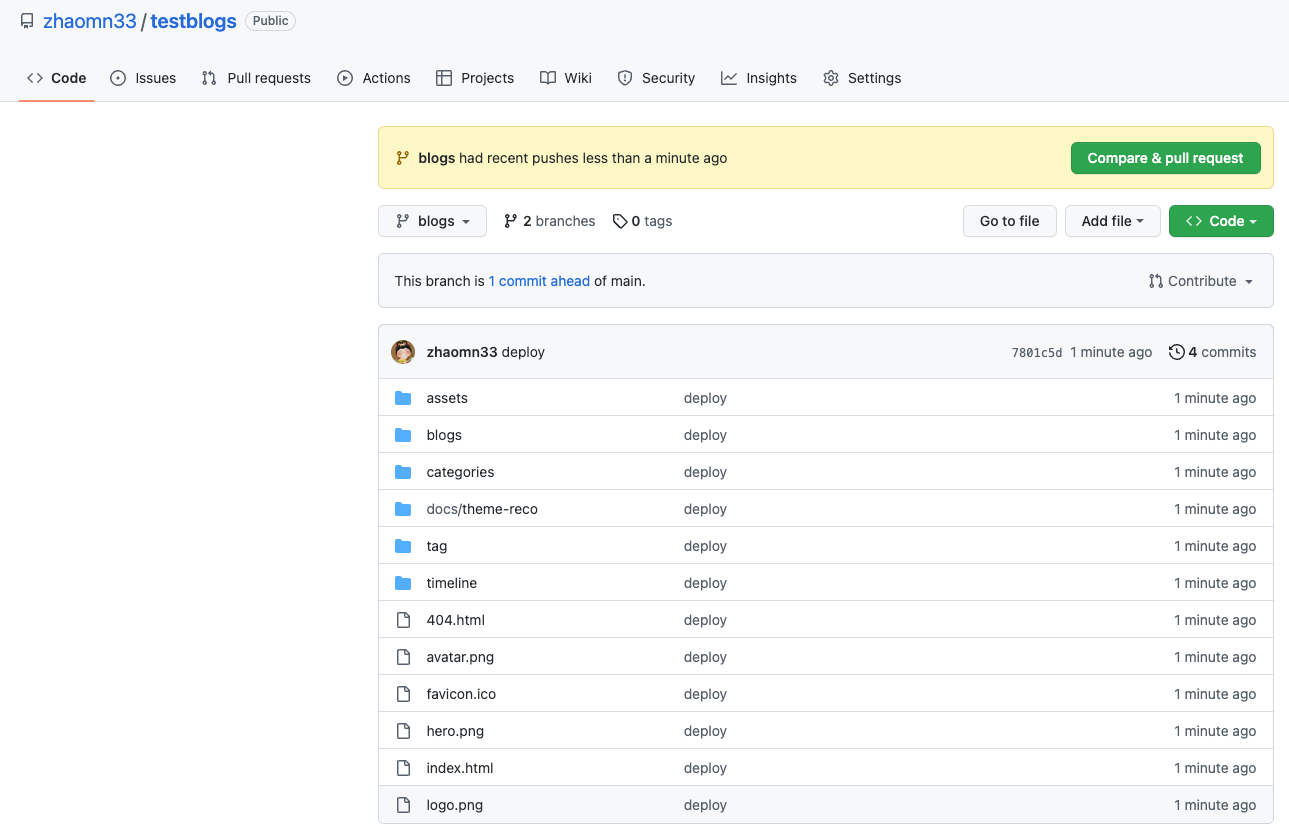 zhaomn33 / testblogs Public
Code Issues Pull requests Actions Projects Wiki Security Insights Settings
blogs had recent pushes less than a minute ago Compare & pull request
blogs 2 branches 0 tags Go to file Add file Code
This branch is 1 commit ahead of main. Contribute
zhaomn33 deploy 7801c5d 1 minute ago 4 commits
assets deploy 1 minute ago
blogs deploy 1 minute ago
categories deploy 1 minute ago
docs/theme-reco deploy 1 minute ago
tag deploy 1 minute ago
timeline deploy 1 minute ago
404.html deploy 1 minute ago
avatar.png deploy 1 minute ago
favicon.ico deploy 1 minute ago
hero.png deploy 1 minute ago
index.html deploy 1 minute ago
logo.png deploy 1 minute ago